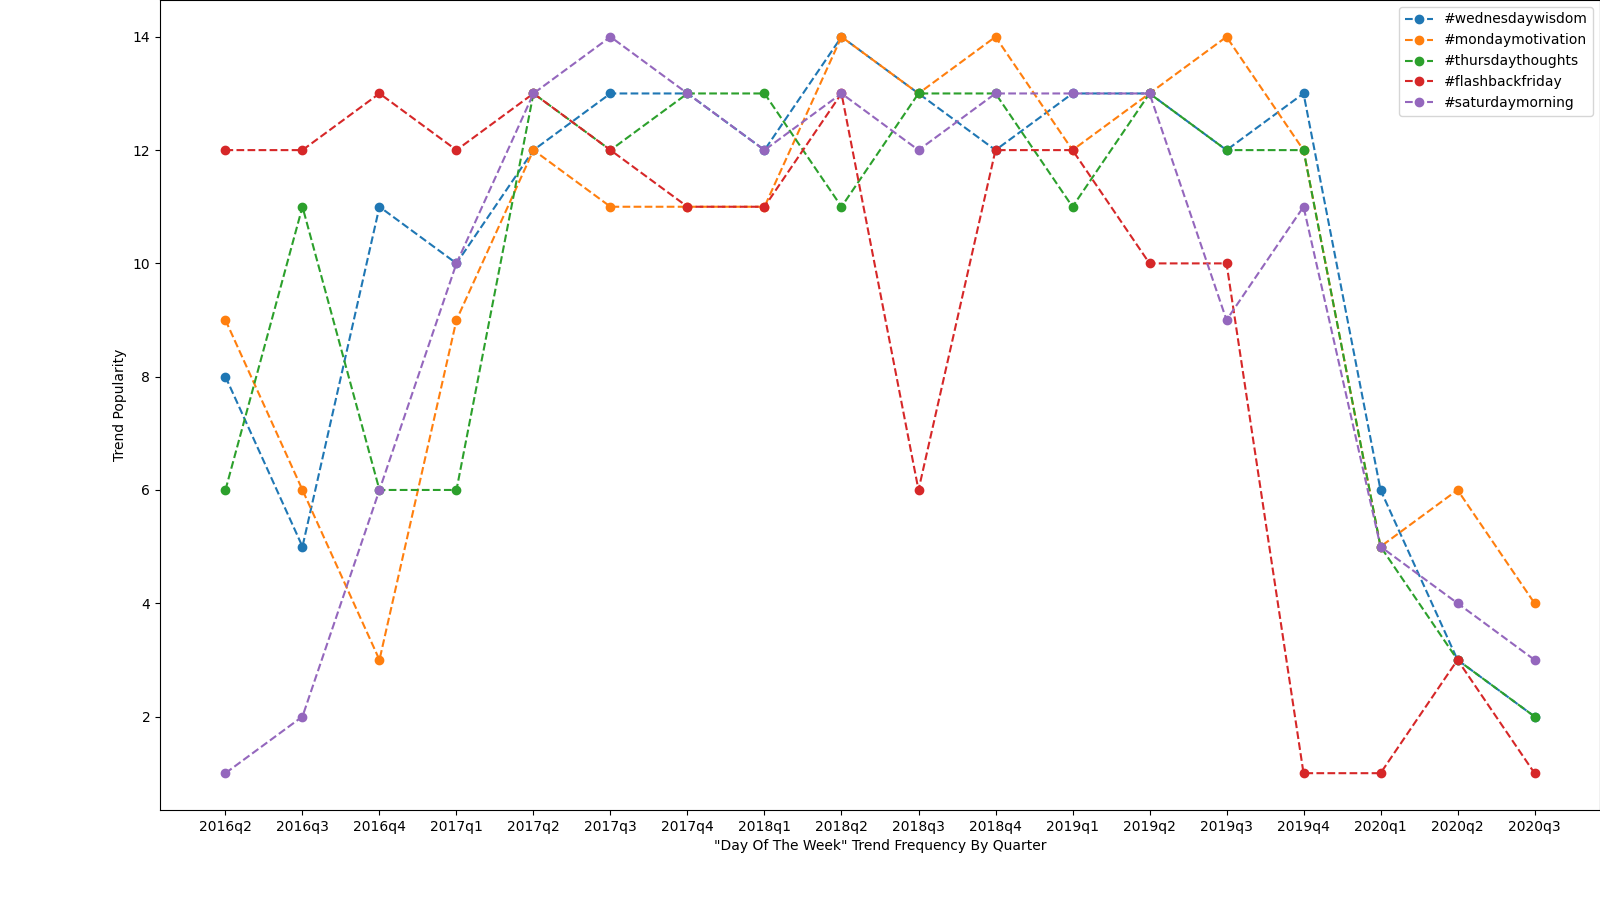 #wednesdaywisdom
#mondaymotivation
#thursdaythoughts
#flashbackfriday
#saturdaymorning
14
12
10
8
6
4
2
Trend Popularity
2016q2 2016q3 2016q4 2017q1 2017q2 2017q3 2017q4 2018q1 2018q2 2018q3 2018q4 2019q1 2019q2 2019q3 2019q4 2020q1 2020q2 2020q3
"Day Of The Week" Trend Frequency By Quarter